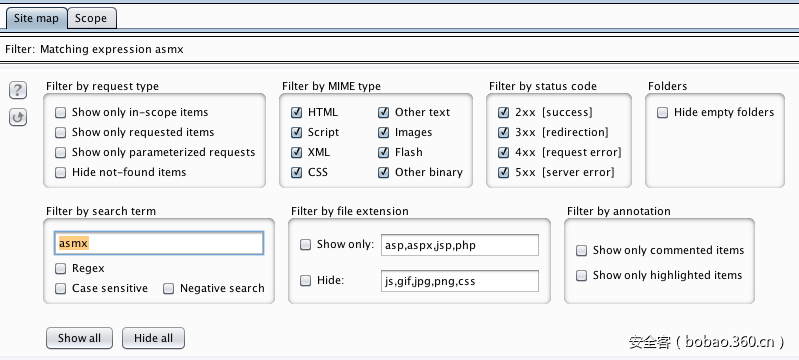 Site map Scope
Filter: Matching expression asmx
?
Filter by request type Filter by MIME type Filter by status code Folders
Show only in-scope items HTML Other text 2xx [success] Hide empty folders
Show only requested items Script Images 3xx [redirection]
Show only parameterized requests XML Flash 4xx [request error]
Hide not-found items CSS Other binary 5xx [server error]
Filter by search term Filter by file extension Filter by annotation
asmx Show only: asp,aspx,jsp,php Show only commented items
Regex Hide: js,gif,jpg,png,css Show only highlighted items
Case sensitive Negative search
Show all Hide all
安全客 ( bobao.360.cn )